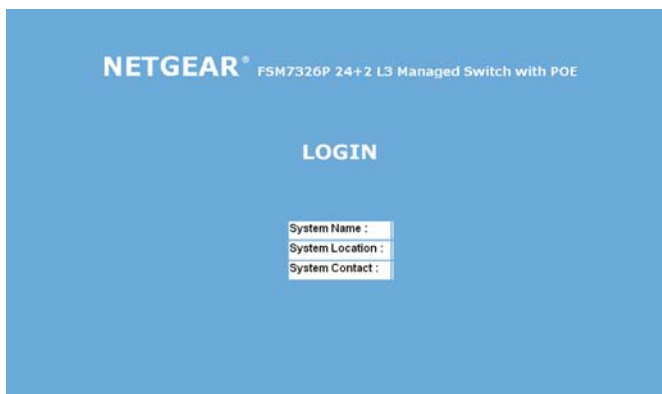 NETGEAR® FSM7326P 24+2 L3 Managed Switch with POE
LOGIN
System Name :
System Location :
System Contact :